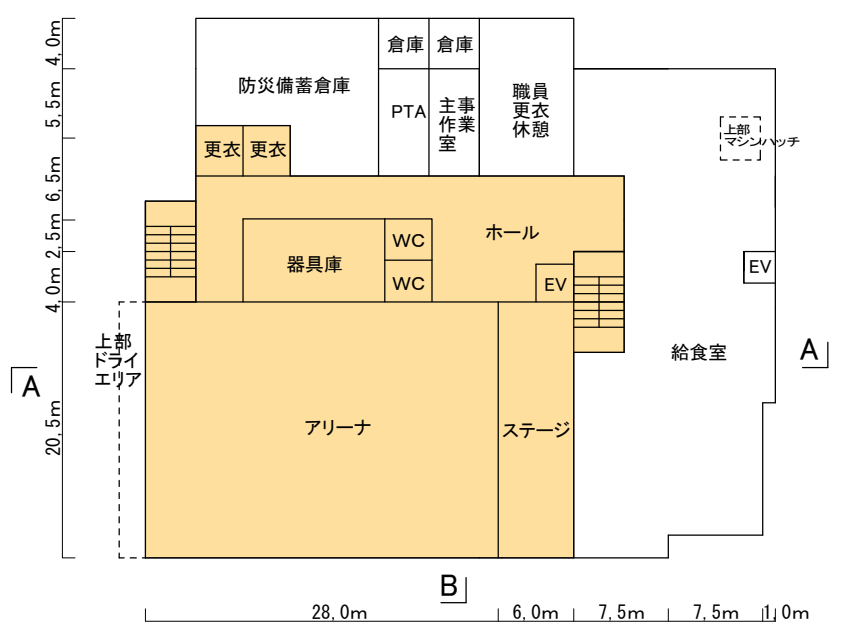 4,0m
5,5m
6,5m
2,5m
4,0m
20,5m
倉庫
倉庫
防災備蓄倉庫
PTA
主事
作業
室
職員
更衣
休憩
上部
マシンハッチ
更衣
更衣
ホール
WC
器具庫
WC
EV
EV
上部
ドライ
エリア
給食室
A
A
アリーナ
ステージ
B
28,0m
6,0m
7,5m
7,5m
1,0m